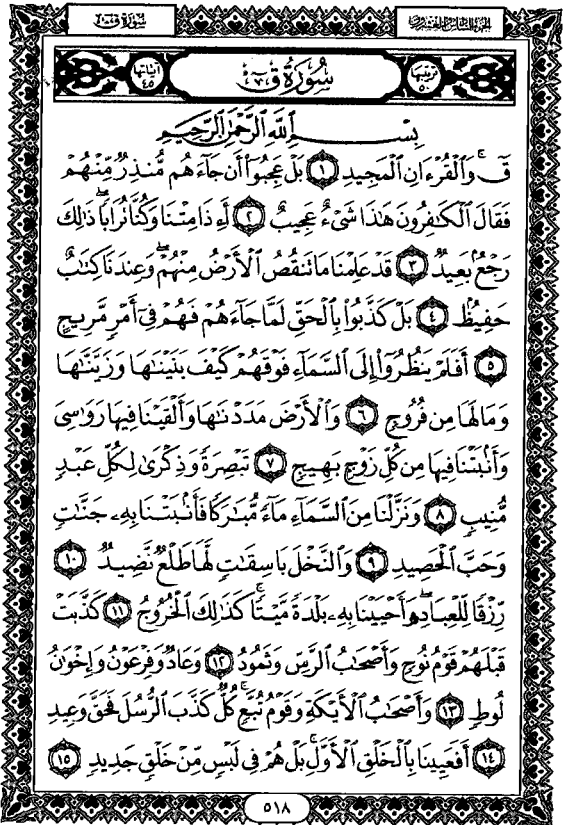 سُورَةُ قٓ
الجزء السادس والعشرون
آيَاتُهَا ٤٥
سُورَةُ قٓ
تَرْتِيبُهَا ٥٠
بِسْمِ ٱللَّهِ ٱلرَّحْمَٰنِ ٱلرَّحِيمِ
قٓ ۚ وَٱلْقُرْءَانِ ٱلْمَجِيدِ ١ بَلْ عَجِبُوٓا۟ أَن جَآءَهُم مُّنذِرٌ مِّنْهُمْ
فَقَالَ ٱلْكَٰفِرُونَ هَٰذَا شَىْءٌ عَجِيبٌ ٢ أَءِذَا مِتْنَا وَكُنَّا تُرَابًا ۖ ذَٰلِكَ
رَجْعٌۢ بَعِيدٌ ٣ قَدْ عَلِمْنَا مَا تَنقُصُ ٱلْأَرْضُ مِنْهُمْ ۖ وَعِندَنَا كِتَٰبٌ
حَفِيظٌۢ ٤ بَلْ كَذَّبُوا۟ بِٱلْحَقِّ لَمَّا جَآءَهُمْ فَهُمْ فِىٓ أَمْرٍ مَّرِيجٍ
٥ أَفَلَمْ يَنظُرُوٓا۟ إِلَى ٱلسَّمَآءِ فَوْقَهُمْ كَيْفَ بَنَيْنَٰهَا وَزَيَّنَّٰهَا
وَمَا لَهَا مِن فُرُوجٍ ٦ وَٱلْأَرْضَ مَدَدْنَٰهَا وَأَلْقَيْنَا فِيهَا رَوَٰسِىَ
وَأَنۢبَتْنَا فِيهَا مِن كُلِّ زَوْجٍۭ بَهِيجٍ ٧ تَبْصِرَةً وَذِكْرَىٰ لِكُلِّ عَبْدٍ
مُّنِيبٍ ٨ وَنَزَّلْنَا مِنَ ٱلسَّمَآءِ مَآءً مُّبَٰرَكًا فَأَنۢبَتْنَا بِهِۦ جَنَّٰتٍ
وَحَبَّ ٱلْحَصِيدِ ٩ وَٱلنَّخْلَ بَاسِقَٰتٍ لَّهَا طَلْعٌ نَّضِيدٌ ١٠
رِّزْقًا لِّلْعِبَادِ ۖ وَأَحْيَيْنَا بِهِۦ بَلْدَةً مَّيْتًا ۚ كَذَٰلِكَ ٱلْخُرُوجُ ١١ كَذَّبَتْ
قَبْلَهُمْ قَوْمُ نُوحٍ وَأَصْحَٰبُ ٱلرَّسِّ وَثَمُودُ ١٢ وَعَادٌ وَفِرْعَوْنُ وَإِخْوَٰنُ
لُوطٍ ١٣ وَأَصْحَٰبُ ٱلْأَيْكَةِ وَقَوْمُ تُبَّعٍ ۚ كُلٌّ كَذَّبَ ٱلرُّسُلَ فَحَقَّ وَعِيدِ
١٤ أَفَعَيِينَا بِٱلْخَلْقِ ٱلْأَوَّلِ ۚ بَلْ هُمْ فِى لَبْسٍ مِّنْ خَلْقٍ جَدِيدٍ ١٥
٥١٨